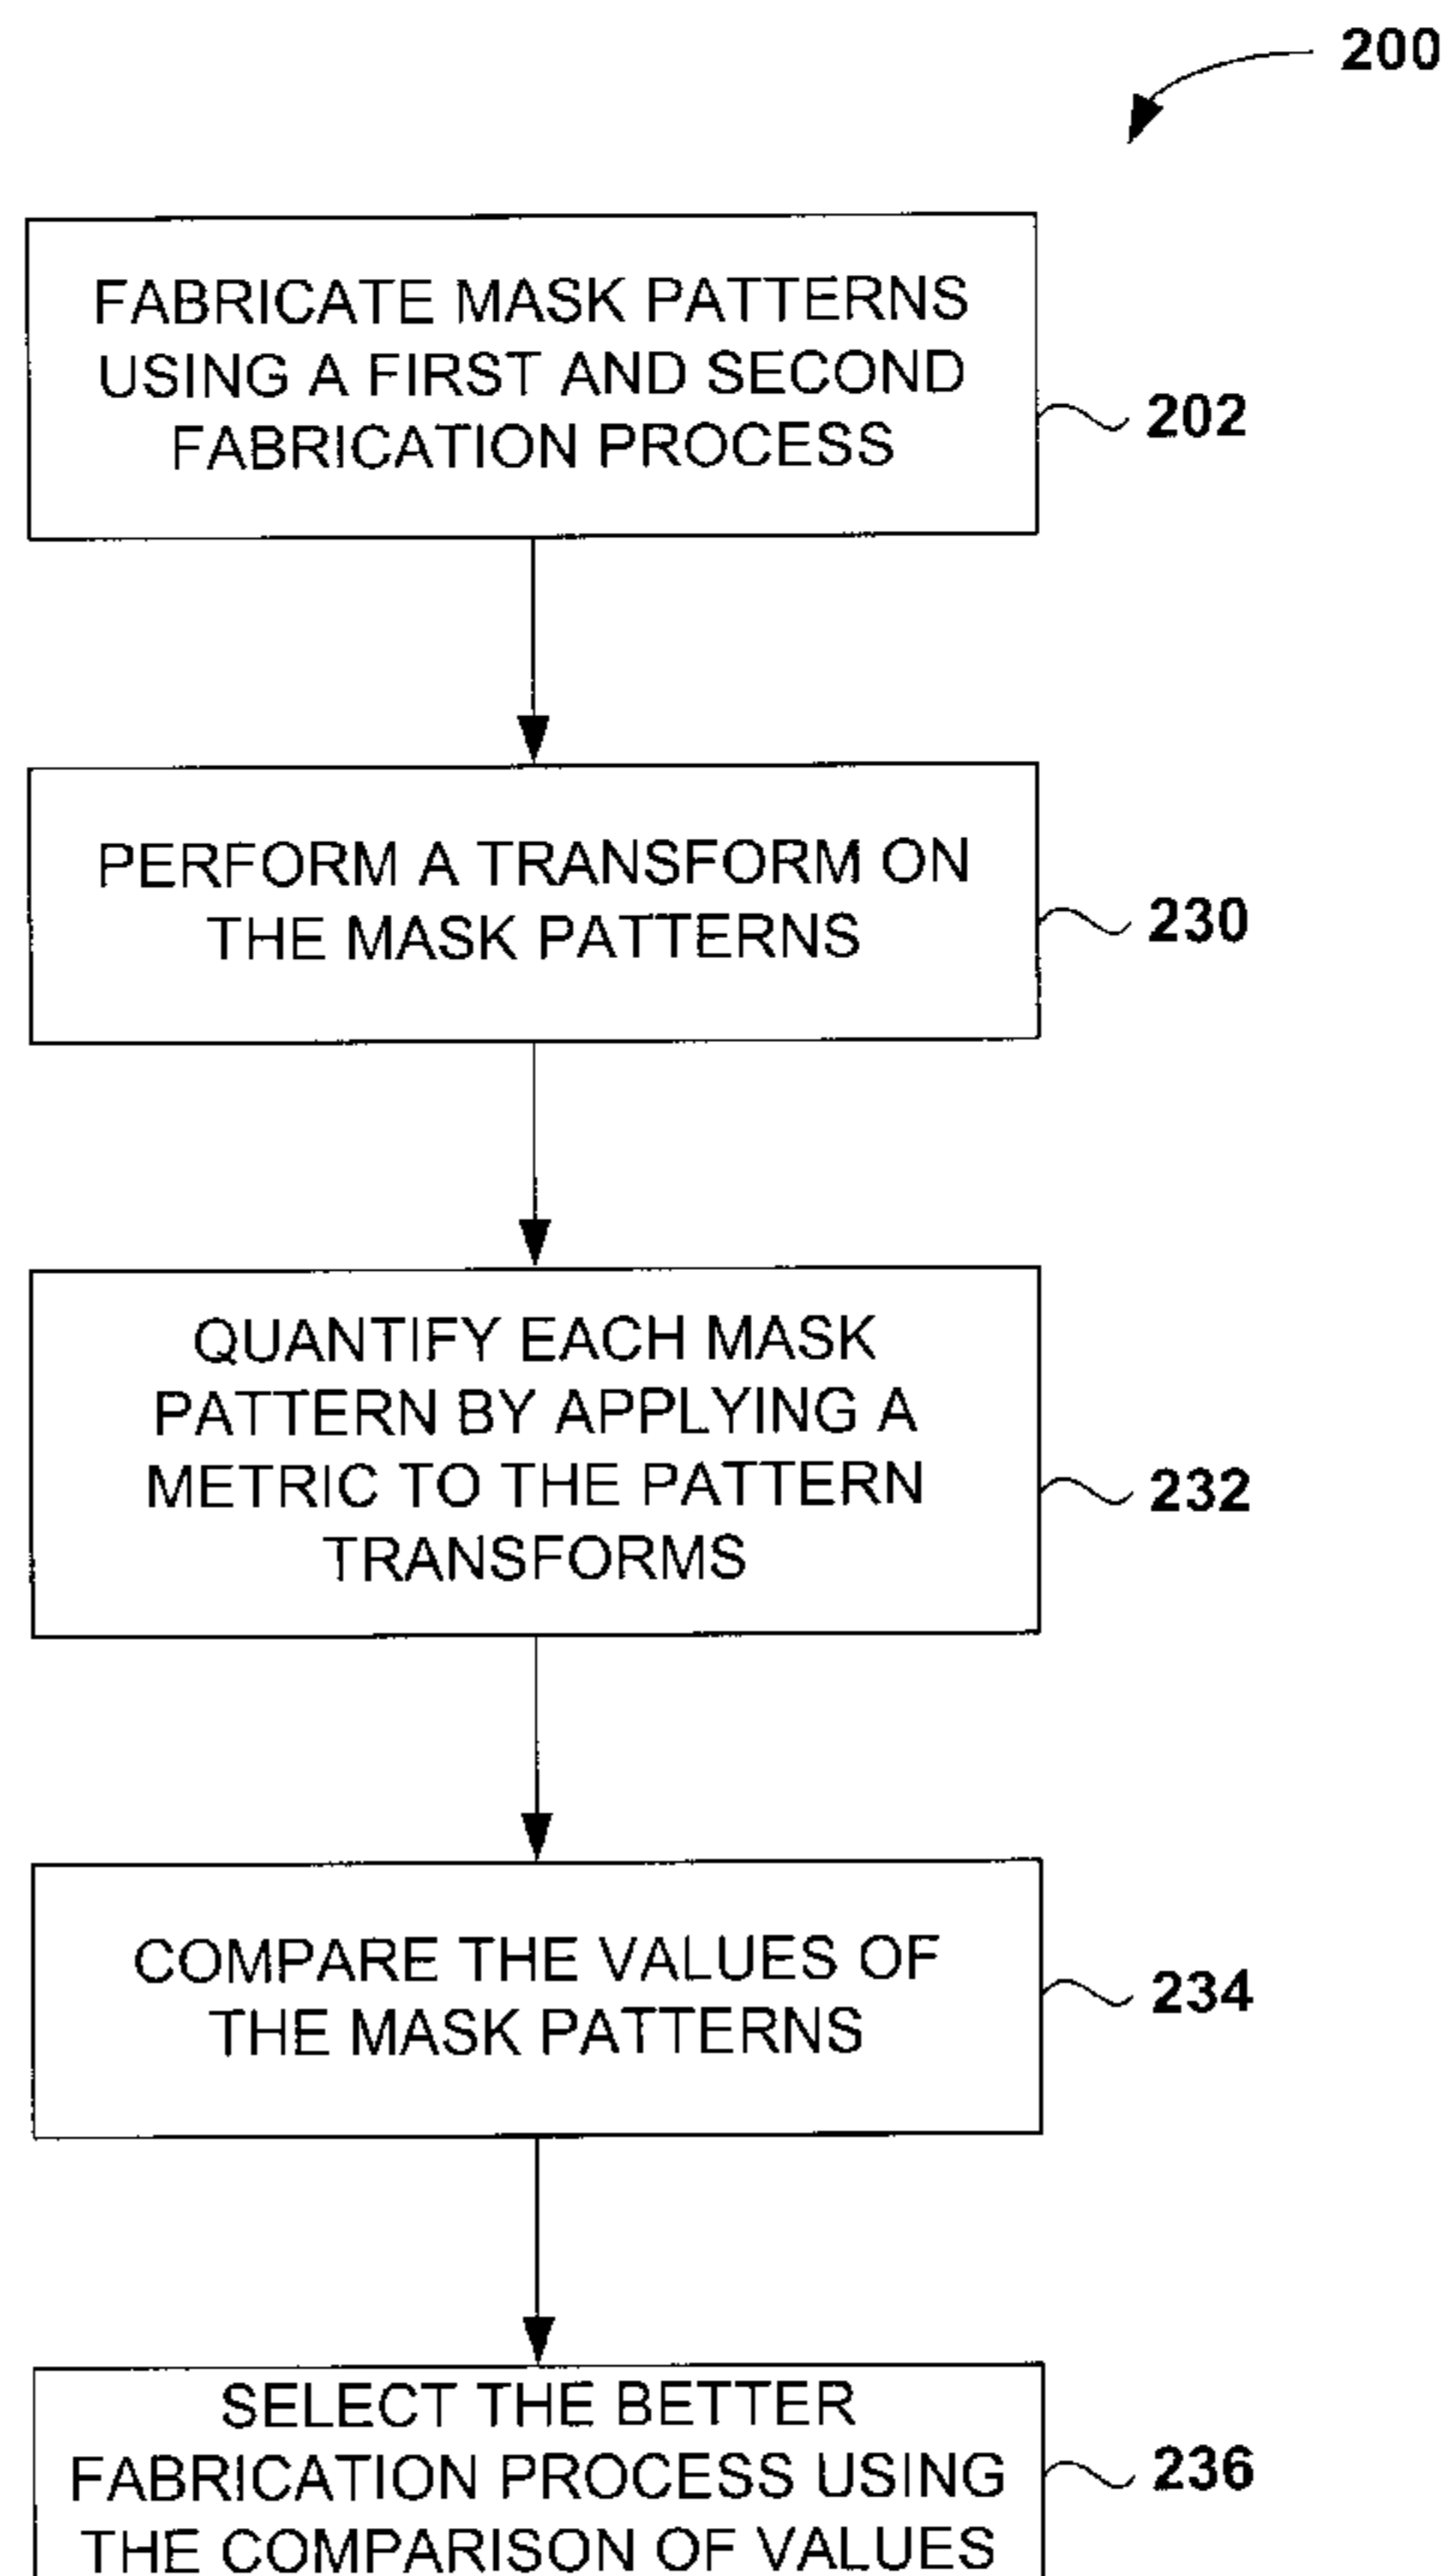 200
FABRICATE MASK PATTERNS
USING A FIRST AND SECOND
FABRICATION PROCESS
202
PERFORM A TRANSFORM ON
THE MASK PATTERNS
230
QUANTIFY EACH MASK
PATTERN BY APPLYING A
METRIC TO THE PATTERN
TRANSFORMS
232
COMPARE THE VALUES OF
THE MASK PATTERNS
234
SELECT THE BETTER
FABRICATION PROCESS USING
THE COMPARISON OF VALUES
236